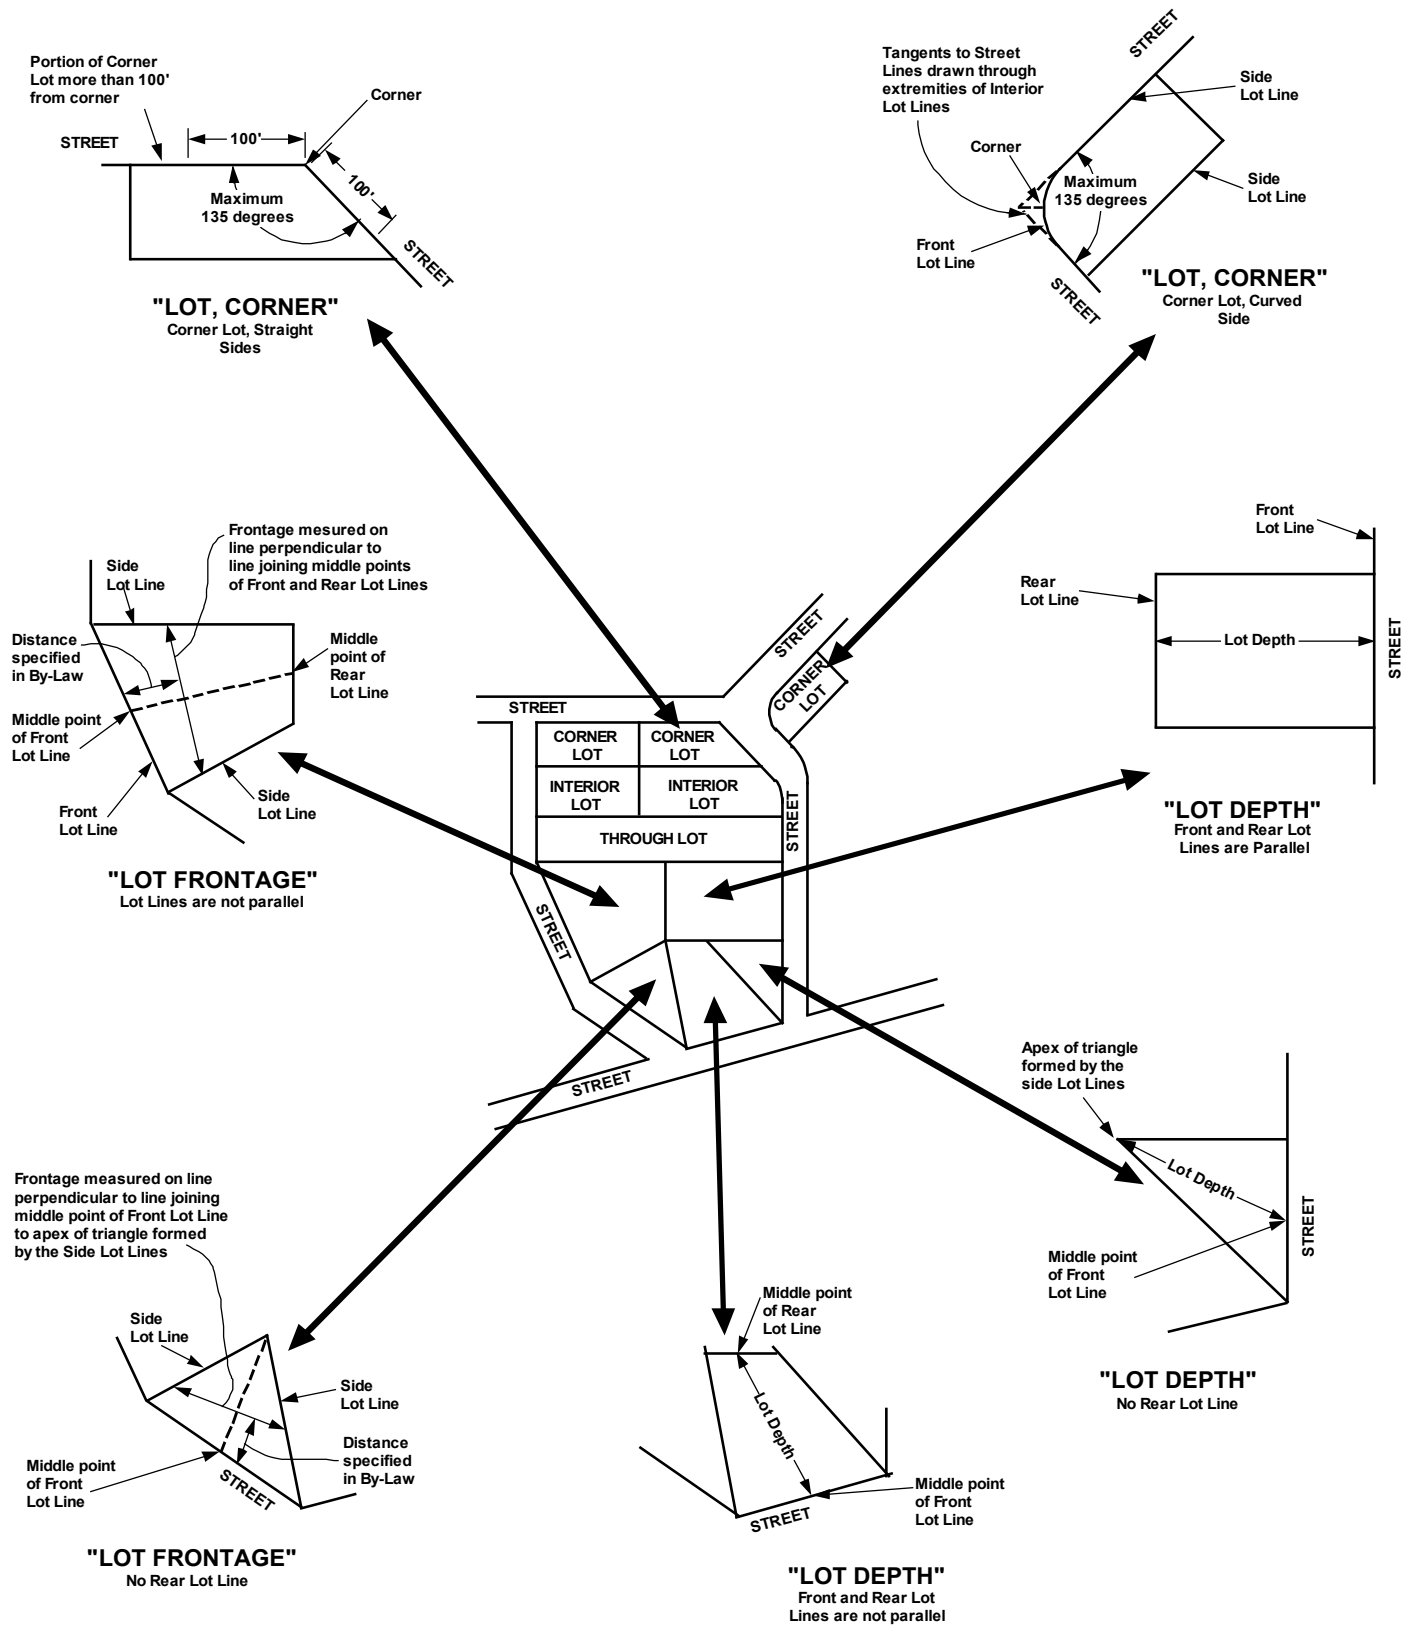 Portion of Corner
Lot more than 100'
from corner
STREET
100'
Corner
100'
Maximum
135 degrees
STREET
"LOT, CORNER"
Corner Lot, Straight
Sides
STREET
Tangents to Street
Lines drawn through
extremities of Interior
Lot Lines
Side
Lot Line
Corner
Maximum
135 degrees
Side
Lot Line
Front
Lot Line
STREET
"LOT, CORNER"
Corner Lot, Curved
Side
Frontage mesured on
line perpendicular to
line joining middle points
of Front and Rear Lot Lines
Side
Lot Line
Distance
specified
in By-Law
Middle
point of
Rear
Lot Line
Middle point
of Front
Lot Line
Front
Lot Line
Side
Lot Line
"LOT FRONTAGE"
Lot Lines are not parallel
Front
Lot Line
Rear
Lot Line
Lot Depth
STREET
"LOT DEPTH"
Front and Rear Lot
Lines are Parallel
STREET
CORNER
LOT
STREET
CORNER
LOT
CORNER
LOT
INTERIOR
LOT
INTERIOR
LOT
STREET
THROUGH LOT
STREET
STREET
Apex of triangle
formed by the
side Lot Lines
Lot Depth
STREET
Middle point
of Front
Lot Line
"LOT DEPTH"
No Rear Lot Line
Frontage measured on line
perpendicular to line joining
middle point of Front Lot Line
to apex of triangle formed
by the Side Lot Lines
Side
Lot Line
Side
Lot Line
Distance
specified
in By-Law
Middle point
of Front
Lot Line
STREET
"LOT FRONTAGE"
No Rear Lot Line
Middle point
of Rear
Lot Line
Lot Depth
Middle point
of Front
Lot Line
STREET
"LOT DEPTH"
Front and Rear Lot
Lines are not parallel